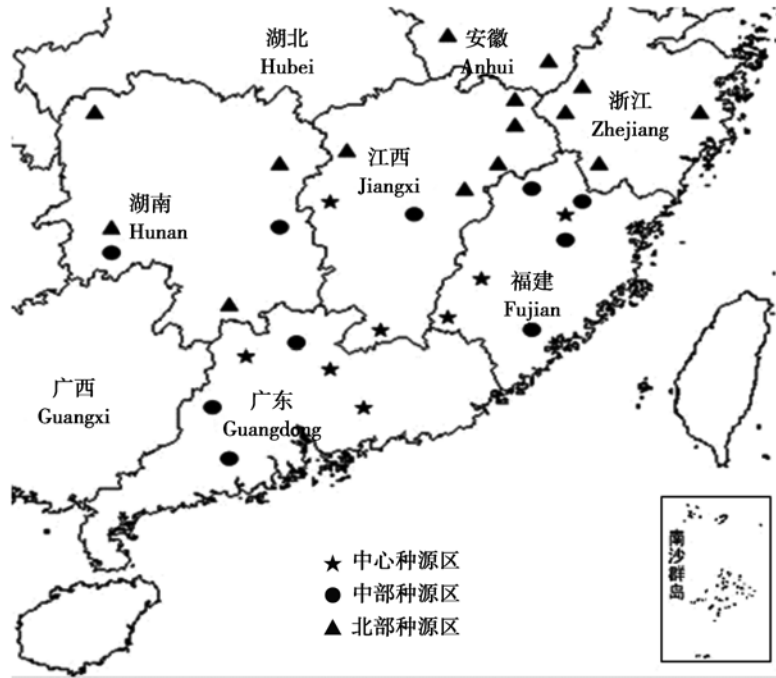 湖北
Hubei
安徽
Anhui
浙江
Zhejiang
江西
Jiangxi
湖南
Hunan
福建
Fujian
广西
Guangxi
广东
Guangdong
中心种源区
中部种源区
北部种源区
南沙群岛